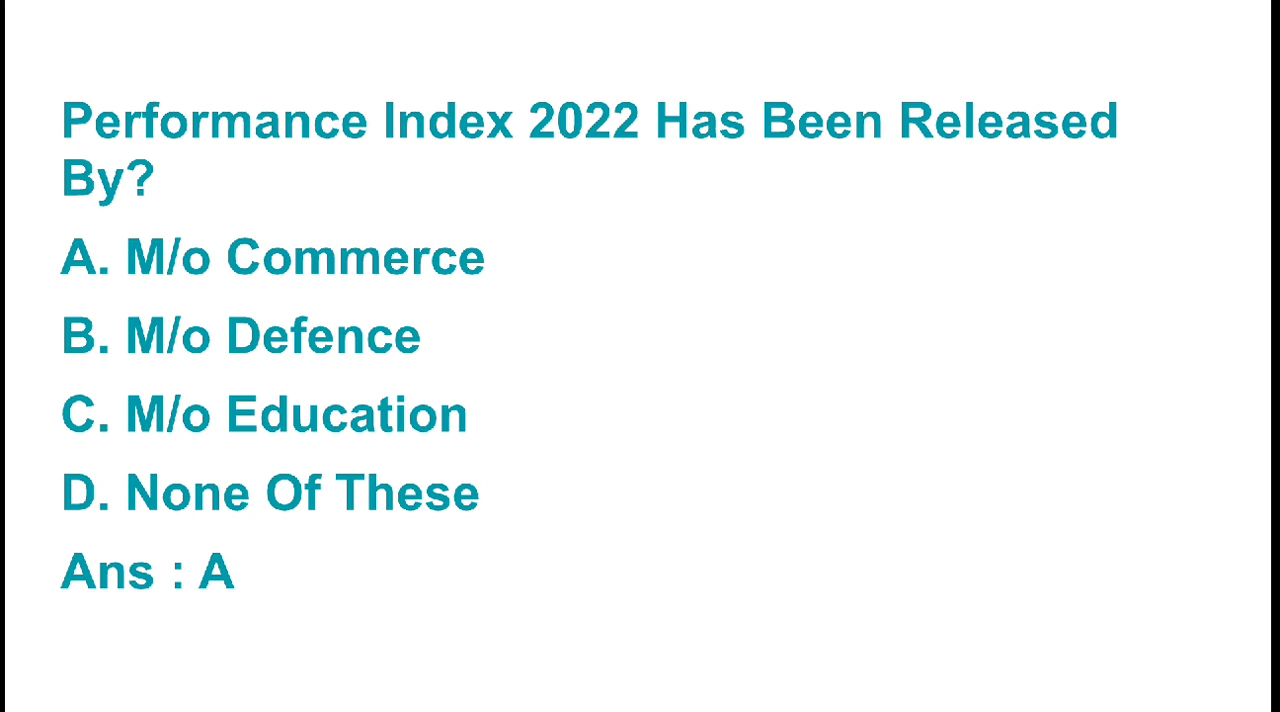 Performance Index 2022 Has Been Released
By?
A. M/o Commerce
B. M/o Defence
C. M/o Education
D. None Of These
Ans : A